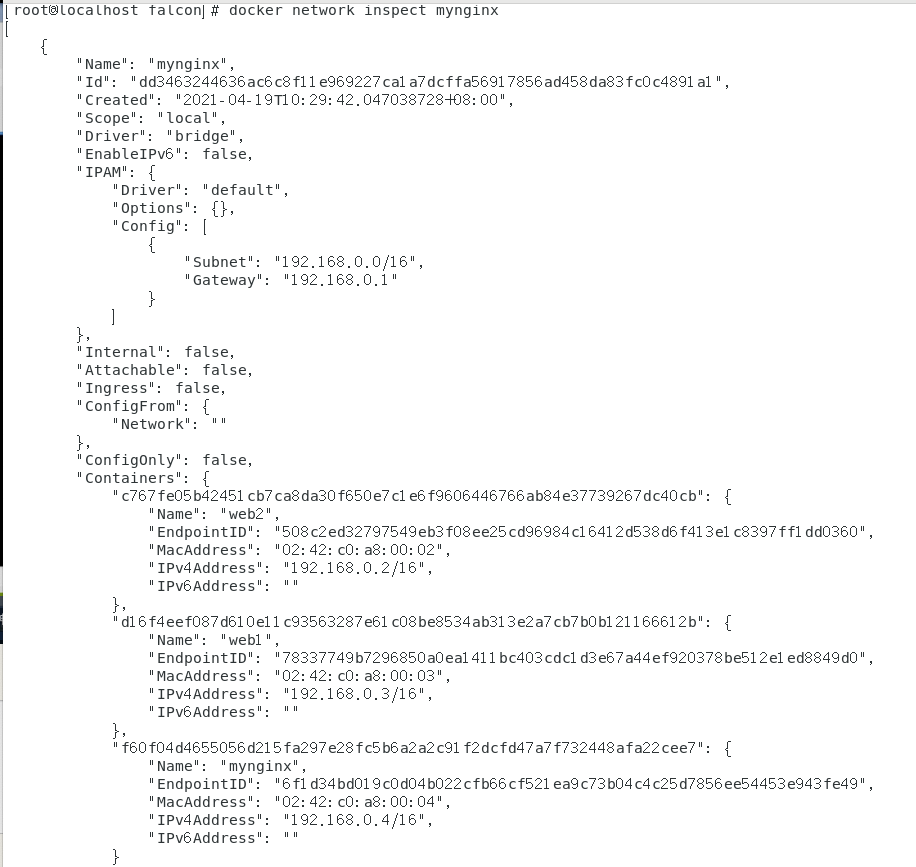 [root@localhost falcon]# docker network inspect mynginx
[
    {
        "Name": "mynginx",
        "Id": "dd3463244636ac6c8f11e969227ca1a7dcffa56917856ad458da83fc0c4891a1",
        "Created": "2021-04-19T10:29:42.047038728+08:00",
        "Scope": "local",
        "Driver": "bridge",
        "EnableIPv6": false,
        "IPAM": {
            "Driver": "default",
            "Options": {},
            "Config": [
                {
                    "Subnet": "192.168.0.0/16",
                    "Gateway": "192.168.0.1"
                }
            ]
        },
        "Internal": false,
        "Attachable": false,
        "Ingress": false,
        "ConfigFrom": {
            "Network": ""
        },
        "ConfigOnly": false,
        "Containers": {
            "c767fe05b42451cb7ca8da30f650e7c1e6f9606446766ab84e37739267dc40cb": {
                "Name": "web2",
                "EndpointID": "508c2ed32797549eb3f08ee25cd96984c16412d538d6f413e1c8397ff1dd0360",
                "MacAddress": "02:42:c0:a8:00:02",
                "IPv4Address": "192.168.0.2/16",
                "IPv6Address": ""
            },
            "d16f4eef087d610e11c93563287e61c08be8534ab313e2a7cb7b0b121166612b": {
                "Name": "web1",
                "EndpointID": "78337749b7296850a0ea1411bc403cdc1d3e67a44ef920378be512e1ed8849d0",
                "MacAddress": "02:42:c0:a8:00:03",
                "IPv4Address": "192.168.0.3/16",
                "IPv6Address": ""
            },
            "f60f04d4655056d215fa297e28fc5b6a2a2c91f2dcfd47a7f732448afa22cee7": {
                "Name": "mynginx",
                "EndpointID": "6f1d34bd019c0d04b022cfb66cf521ea9c73b04c4c25d7856ee54453e943fe49",
                "MacAddress": "02:42:c0:a8:00:04",
                "IPv4Address": "192.168.0.4/16",
                "IPv6Address": ""
            }